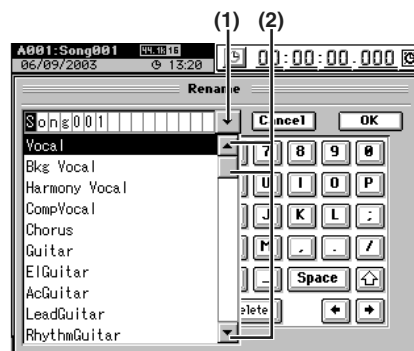 (1) (2)
A001:Song001 44.1k 16
06/09/2003 13:20 00:00:00.000
Rename
Song001 Cancel OK
Vocal
7 8 9 0
Bkg Vocal
Harmony Vocal U I O P
CompVocal
J K L ;
Chorus
Guitar M , . /
ElGuitar
_ Space
AcGuitar
LeadGuitar
RhythmGuitar